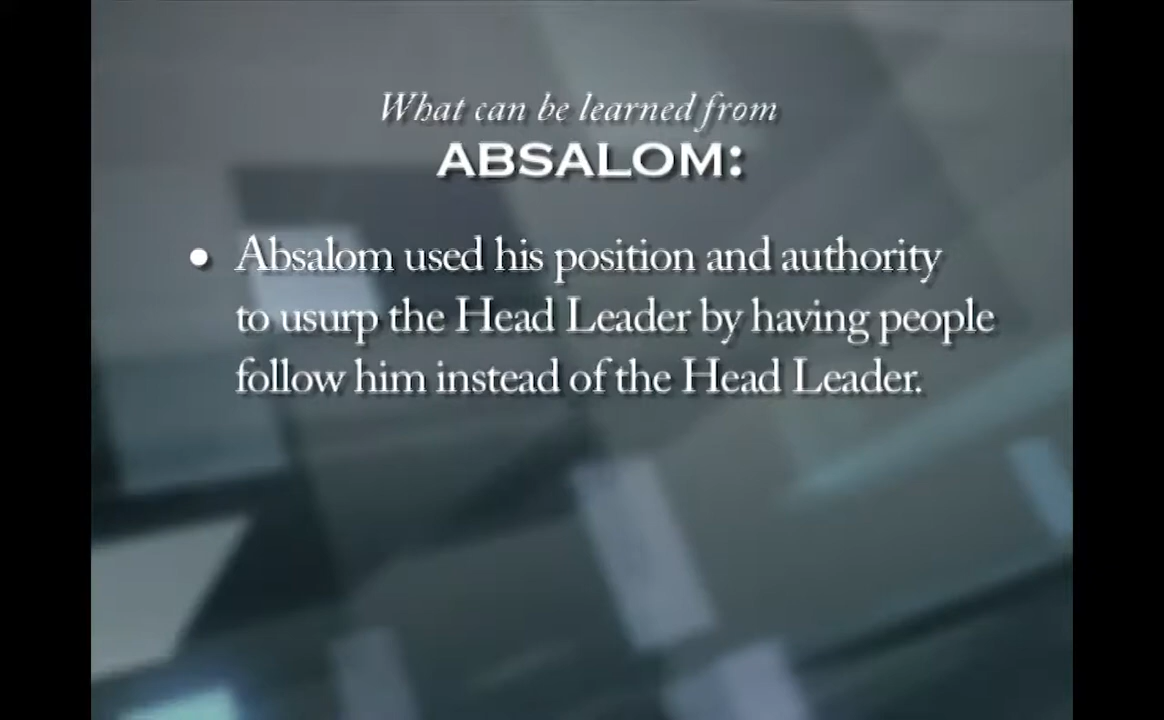 What can be learned from
ABSALOM:
• Absalom used his position and authority
to usurp the Head Leader by having people
follow him instead of the Head Leader.